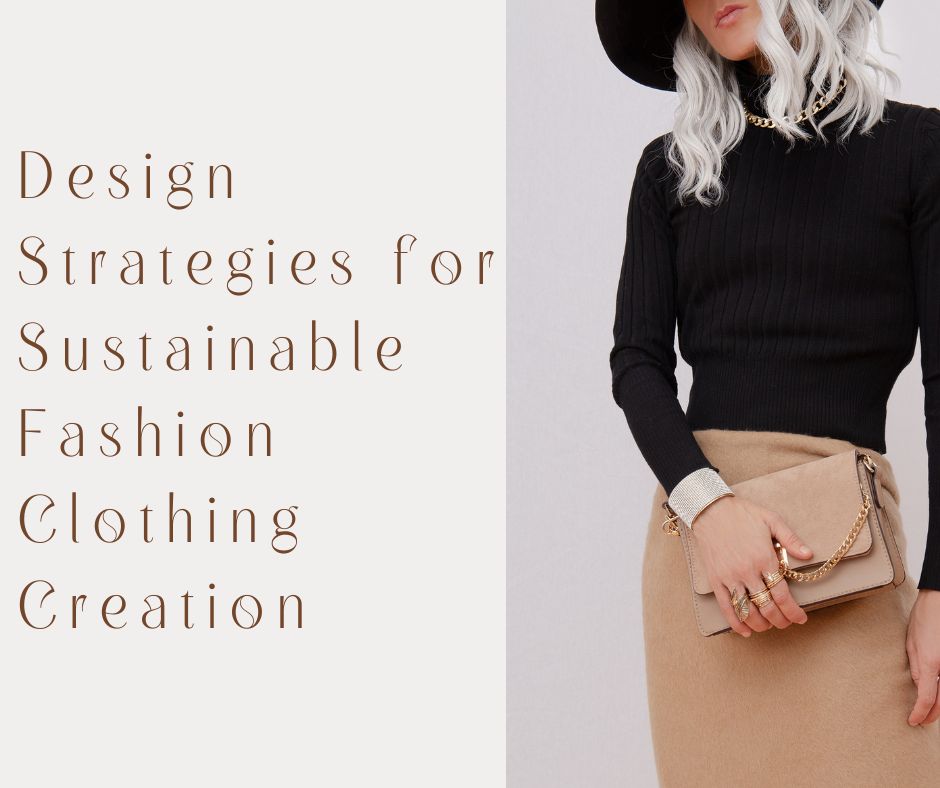 Design
Strategies for
Sustainable
Fashion
Clothing
Creation